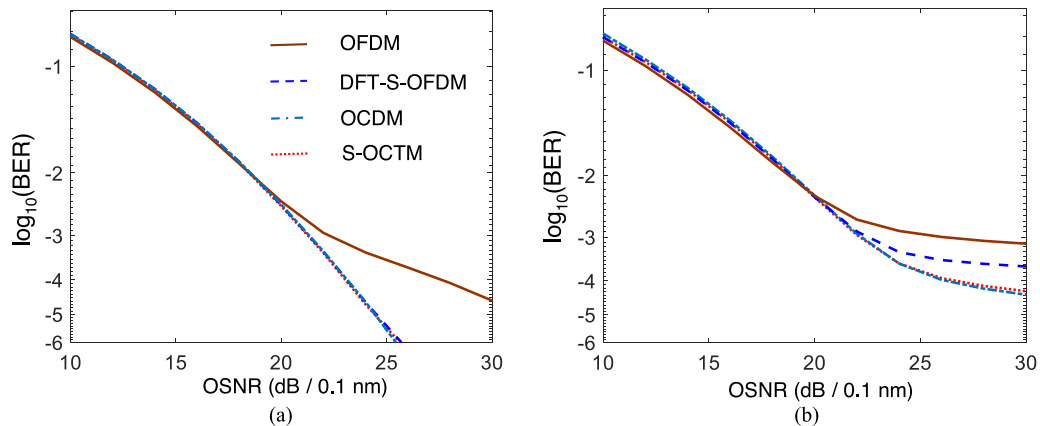 OFDM
DFT-S-OFDM
OCDM
S-OCTM
log10(BER)
-1
-2
-3
-4
-5
-6
10 15 20 25 30
OSNR (dB / 0.1 nm)
(a)
log10(BER)
-1
-2
-3
-4
-5
-6
10 15 20 25 30
OSNR (dB / 0.1 nm)
(b)